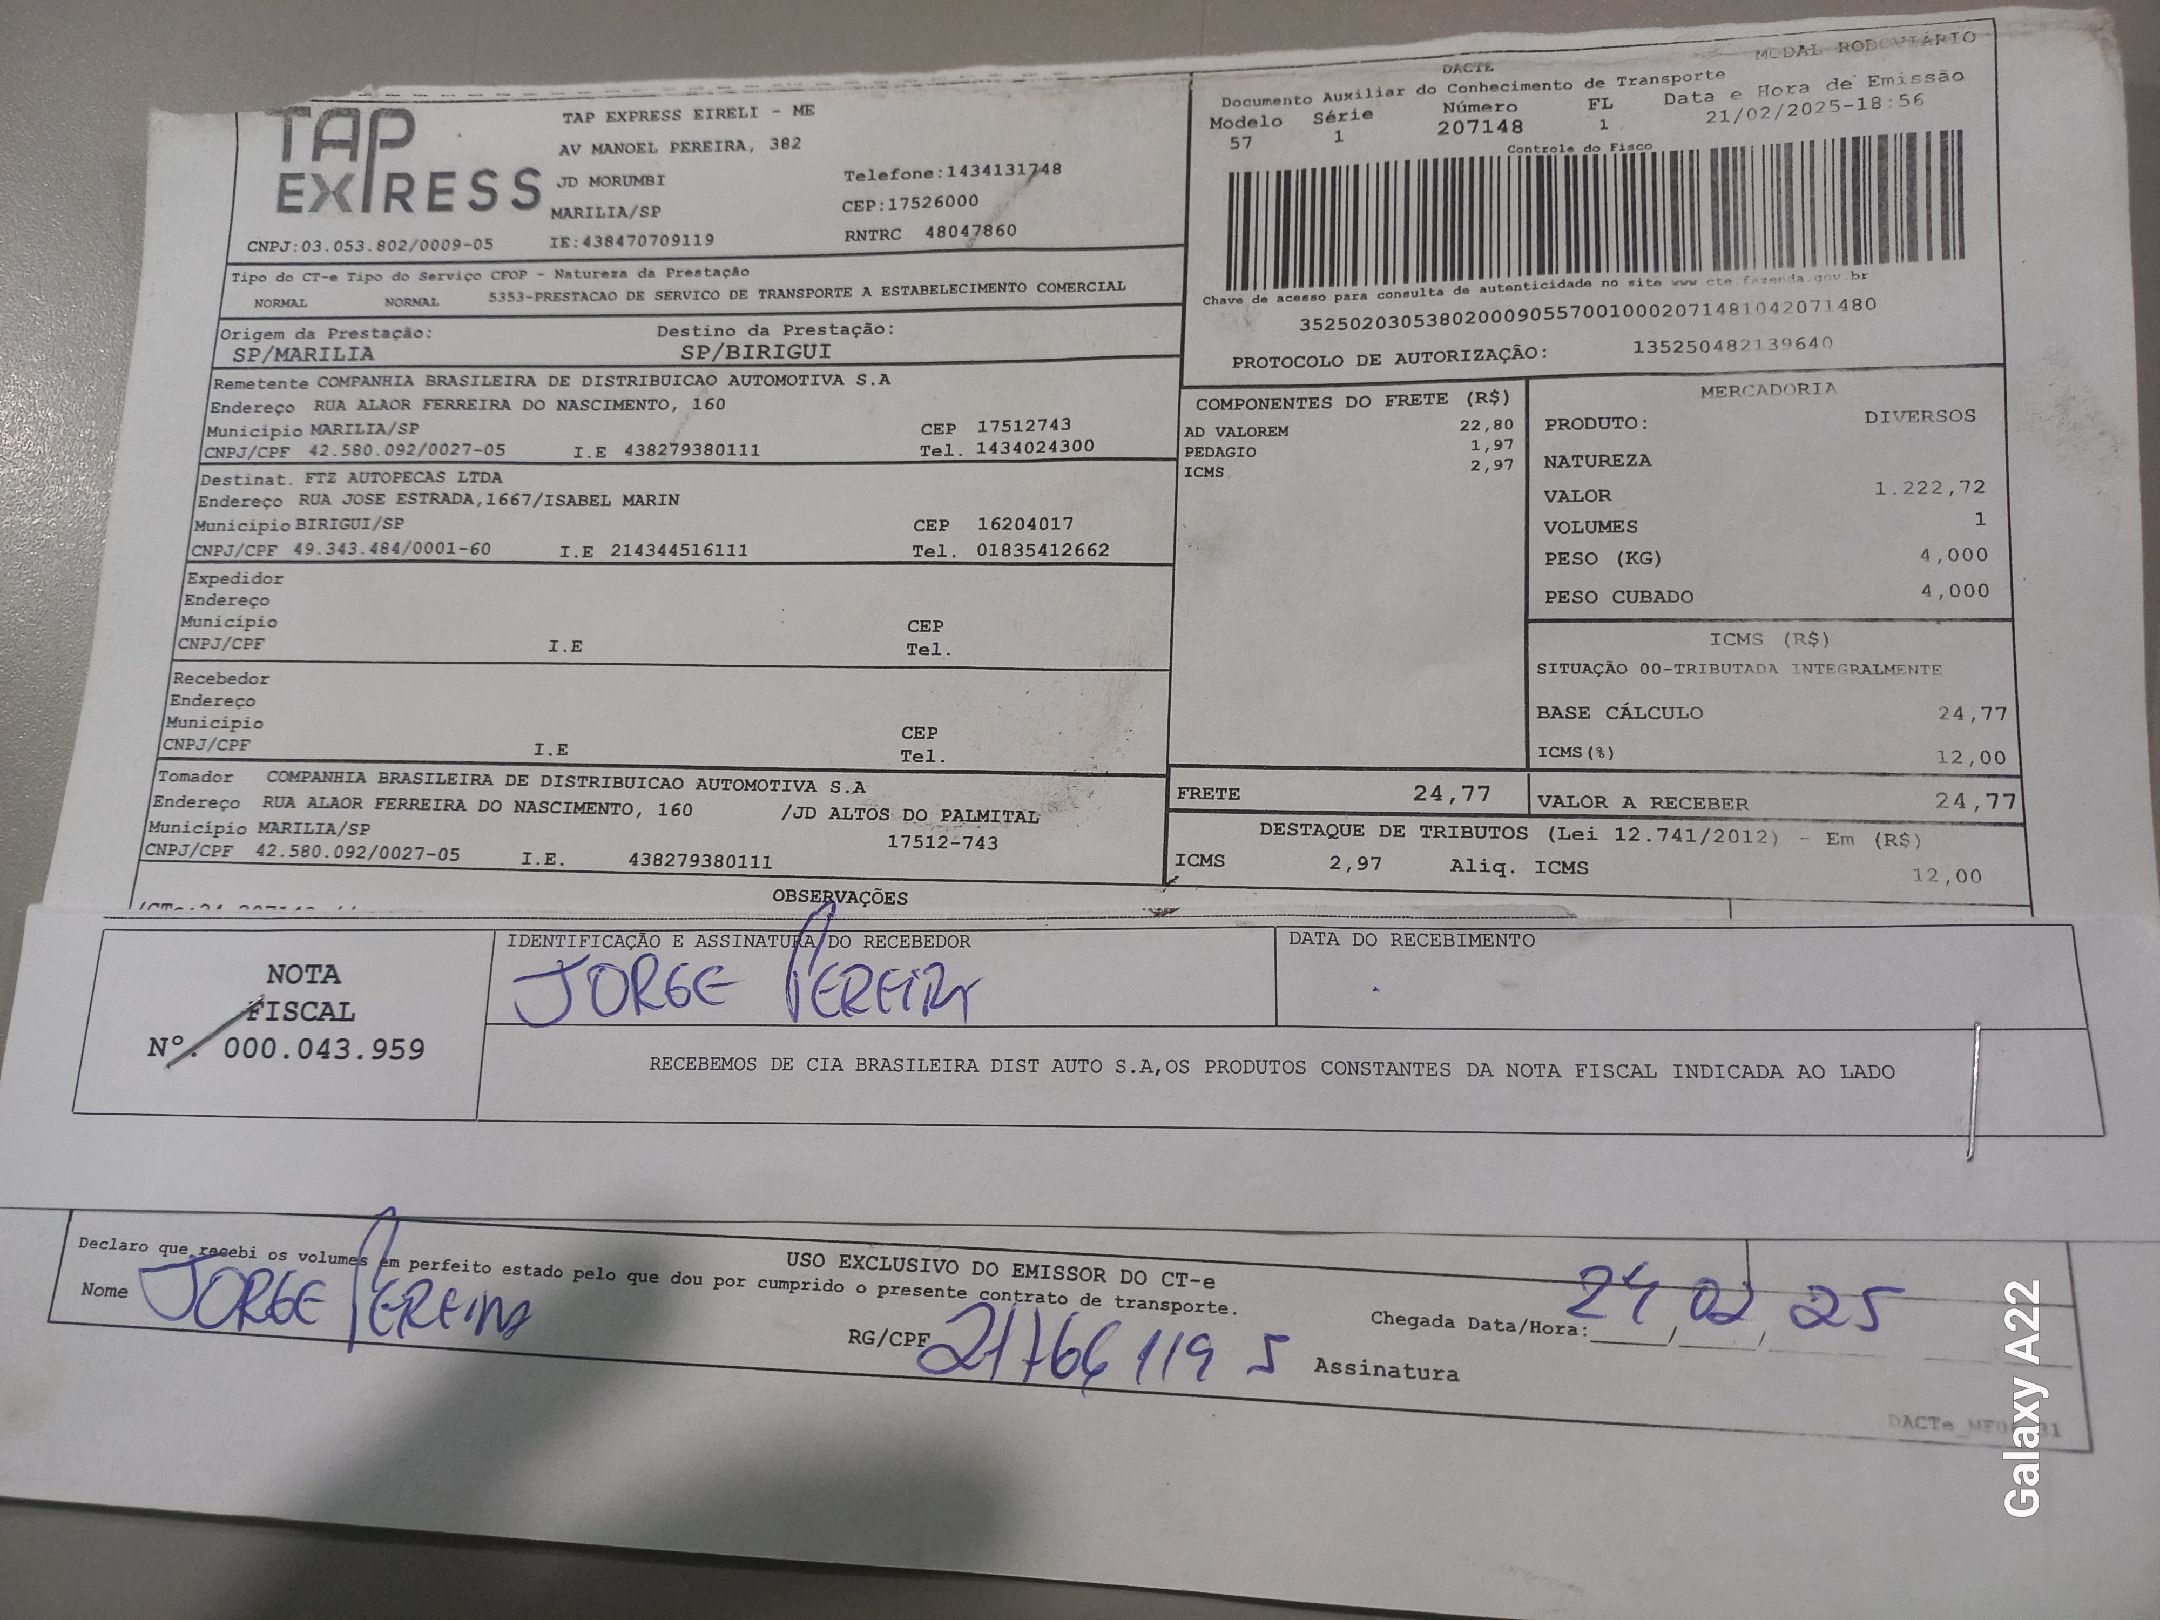 TAP EXPRESS
TAP EXPRESS EIRELI - ME
AV MANOEL PEREIRA, 382
JD MORUMBI
Telefone:1434131748
MARILIA/SP
CEP:17526000
CNPJ:03.053.802/0009-05 IE:438470709119
RNTRC 48047860
MODAL RODOVIÁRIO
DACTE
Documento Auxiliar do Conhecimento de Transporte
Modelo Série Número FL Data e Hora de Emissão
57 1 207148 1 21/02/2025-18:56
Controle do Fisco
Chave de acesso para consulta de autenticidade no site www cte.fazenda.gov.br
35250203053802000905570010002071481042071480
PROTOCOLO DE AUTORIZAÇÃO: 135250482139640
Tipo do CT-e Tipo do Serviço CFOP - Natureza da Prestação
NORMAL NORMAL 5353-PRESTACAO DE SERVICO DE TRANSPORTE A ESTABELECIMENTO COMERCIAL
Origem da Prestação: Destino da Prestação:
SP/MARILIA SP/BIRIGUI
Remetente COMPANHIA BRASILEIRA DE DISTRIBUICAO AUTOMOTIVA S.A
Endereço RUA ALAOR FERREIRA DO NASCIMENTO, 160
Município MARILIA/SP CEP 17512743
CNPJ/CPF 42.580.092/0027-05 I.E 438279380111 Tel. 1434024300
Destinat. FTZ AUTOPECAS LTDA
Endereço RUA JOSE ESTRADA,1667/ISABEL MARIN
Município BIRIGUI/SP CEP 16204017
CNPJ/CPF 49.343.484/0001-60 I.E 214344516111 Tel. 01835412662
Expedidor
Endereço
Município CEP
CNPJ/CPF I.E Tel.
Recebedor
Endereço
Município CEP
CNPJ/CPF I.E Tel.
Tomador COMPANHIA BRASILEIRA DE DISTRIBUICAO AUTOMOTIVA S.A
Endereço RUA ALAOR FERREIRA DO NASCIMENTO, 160 /JD ALTOS DO PALMITAL
Município MARILIA/SP 17512-743
CNPJ/CPF 42.580.092/0027-05 I.E. 438279380111
COMPONENTES DO FRETE (R$)
AD VALOREM 22,80
PEDAGIO 1,97
ICMS 2,97
MERCADORIA
PRODUTO: DIVERSOS
NATUREZA
VALOR 1.222,72
VOLUMES 1
PESO (KG) 4,000
PESO CUBADO 4,000
ICMS (R$)
SITUAÇÃO 00-TRIBUTADA INTEGRALMENTE
BASE CÁLCULO 24,77
ICMS(%) 12,00
FRETE 24,77 VALOR A RECEBER 24,77
DESTAQUE DE TRIBUTOS (Lei 12.741/2012) - Em (R$)
ICMS 2,97 Aliq. ICMS 12,00
OBSERVAÇÕES
NOTA
FISCAL
Nº. 000.043.959
IDENTIFICAÇÃO E ASSINATURA DO RECEBEDOR
JORGE PEREIRA
DATA DO RECEBIMENTO
RECEBEMOS DE CIA BRASILEIRA DIST AUTO S.A,OS PRODUTOS CONSTANTES DA NOTA FISCAL INDICADA AO LADO
USO EXCLUSIVO DO EMISSOR DO CT-e
Declaro que recebi os volumes em perfeito estado pelo que dou por cumprido o presente contrato de transporte.
Nome JORGE PEREIRA
RG/CPF 21766119 5 Assinatura
Chegada Data/Hora: 24/02/25
Galaxy A22